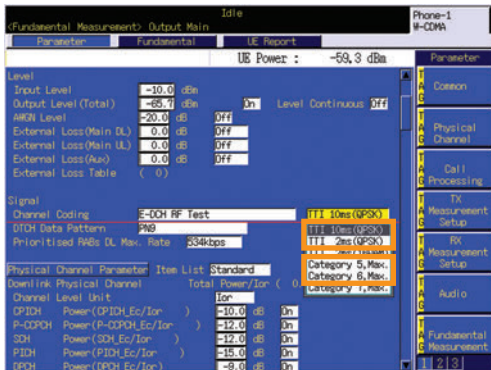 Idle
Phone-1
W-CDMA
<Fundamental Measurement> Output Main
Parameter
Fundamental
UE Report
UE Power : -59.3 dBm
Level
Input Level -10.0 dBm
Output Level(Total) -65.7 dBm On Level Continuous Off
AWGN Level -20.0 dB Off
External Loss(Main DL) 0.0 dB Off
External Loss(Main UL) 0.0 dB Off
External Loss(Aux) 0.0 dB Off
External Loss Table ( 0)
Signal
Channel Coding E-DCH RF Test TTI 10ms(QPSK)
TTI 10ms(QPSK)
DTCH Data Pattern PN9
TTI 2ms(QPSK)
Prioritised RABs DL Max. Rate 534kbps
Category 5,Max.
Category 6,Max.
Category 7,Max.
Physical Channel Parameter Item List Standard
Downlink Physical Channel Total Power/Ior ( 0.
Channel Level Unit Ior
CPICH Power(CPICH_Ec/Ior ) -10.0 dB On
P-CCPCH Power(P-CCPCH_Ec/Ior ) -12.0 dB On
SCH Power(SCH_Ec/Ior ) -12.0 dB On
PICH Power(PICH_Ec/Ior ) -15.0 dB On
DPCH Power(DPCH_Ec/Ior) -9.0 dB On
Parameter
TAG Common
TAG Physical
Channel
TAG Call
Processing
TAG TX
Measurement
Setup
TAG RX
Measurement
Setup
TAG Audio
TAG Fundamental
Measurement
1 2 3